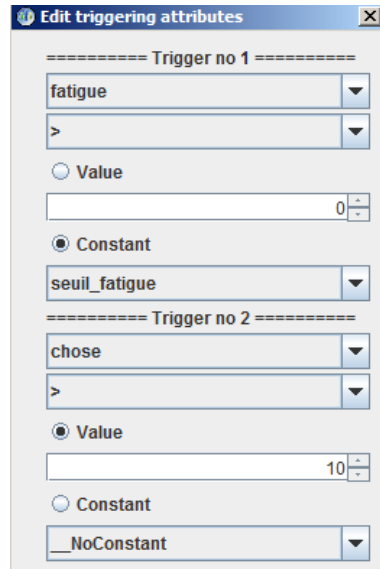 Edit triggering attributes
========== Trigger no 1 ==========
fatigue
>
Value
0
Constant
seuil_fatigue
========== Trigger no 2 ==========
chose
>
Value
10
Constant
__NoConstant